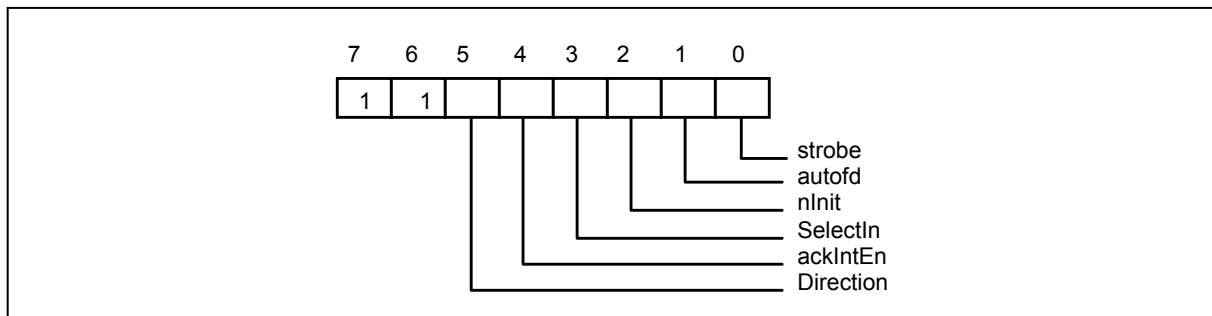 7 6 5 4 3 2 1 0
1 1
strobe
autofd
nInit
SelectIn
ackIntEn
Direction